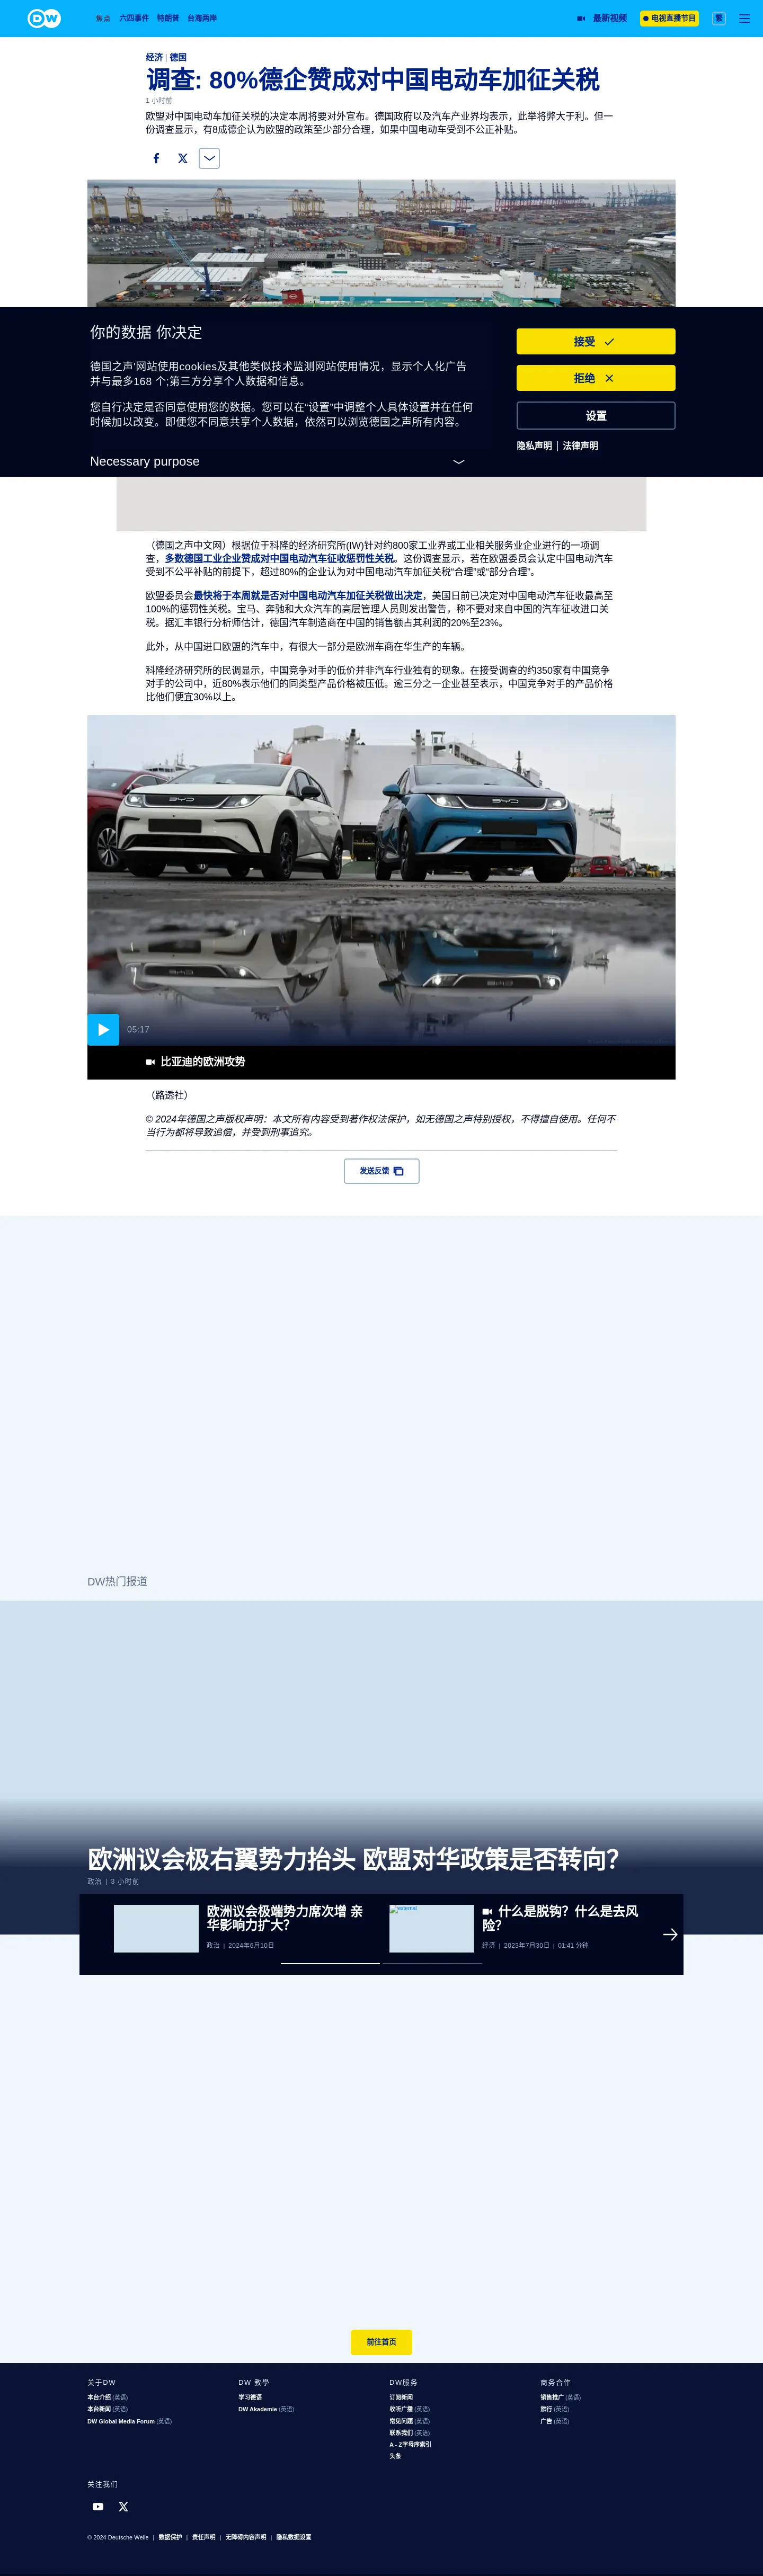 DW
焦点 六四事件 特朗普 台海两岸
最新视频 电视直播节目 繁
经济 | 德国
调查: 80%德企赞成对中国电动车加征关税
1 小时前
欧盟对中国电动车加征关税的决定本周将要对外宣布。德国政府以及汽车产业界均表示，此举将弊大于利。但一
份调查显示，有8成德企认为欧盟的政策至少部分合理，如果中国电动车受到不公正补贴。
你的数据 你决定
德国之声'网站使用cookies及其他类似技术监测网站使用情况，显示个人化广告
并与最多168 个;第三方分享个人数据和信息。
您自行决定是否同意使用您的数据。您可以在“设置”中调整个人具体设置并在任何
时候加以改变。即便您不同意共享个人数据，依然可以浏览德国之声所有内容。
Necessary purpose
接受
拒绝
设置
隐私声明 | 法律声明
（德国之声中文网）根据位于科隆的经济研究所(IW)针对约800家工业界或工业相关服务业企业进行的一项调
查，多数德国工业企业赞成对中国电动汽车征收惩罚性关税。这份调查显示，若在欧盟委员会认定中国电动汽车
受到不公平补贴的前提下，超过80%的企业认为对中国电动汽车加征关税“合理”或“部分合理”。
欧盟委员会最快将于本周就是否对中国电动汽车加征关税做出决定，美国日前已决定对中国电动汽车征收最高至
100%的惩罚性关税。宝马、奔驰和大众汽车的高层管理人员则发出警告，称不要对来自中国的汽车征收进口关
税。据汇丰银行分析师估计，德国汽车制造商在中国的销售额占其利润的20%至23%。
此外，从中国进口欧盟的汽车中，有很大一部分是欧洲车商在华生产的车辆。
科隆经济研究所的民调显示，中国竞争对手的低价并非汽车行业独有的现象。在接受调查的约350家有中国竞争
对手的公司中，近80%表示他们的同类型产品价格被压低。逾三分之一企业甚至表示，中国竞争对手的产品价格
比他们便宜30%以上。
BYD
BYD
05:17
比亚迪的欧洲攻势
（路透社）
© 2024年德国之声版权声明：本文所有内容受到著作权法保护，如无德国之声特别授权，不得擅自使用。任何不
当行为都将导致追偿，并受到刑事追究。
发送反馈
DW热门报道
欧洲议会极右翼势力抬头 欧盟对华政策是否转向？
政治 | 3 小时前
欧洲议会极端势力席次增 亲
华影响力扩大？
政治 | 2024年6月10日
external
什么是脱钩？什么是去风
险？
经济 | 2023年7月30日 | 01:41 分钟
前往首页
关于DW
本台介绍 (英语)
本台新闻 (英语)
DW Global Media Forum (英语)
DW 教學
学习德语
DW Akademie (英语)
DW服务
订阅新闻
收听广播 (英语)
常见问题 (英语)
联系我们 (英语)
A - Z字母序索引
头条
商务合作
销售推广 (英语)
旅行 (英语)
广告 (英语)
关注我们
© 2024 Deutsche Welle | 数据保护 | 责任声明 | 无障碍内容声明 | 隐私数据设置